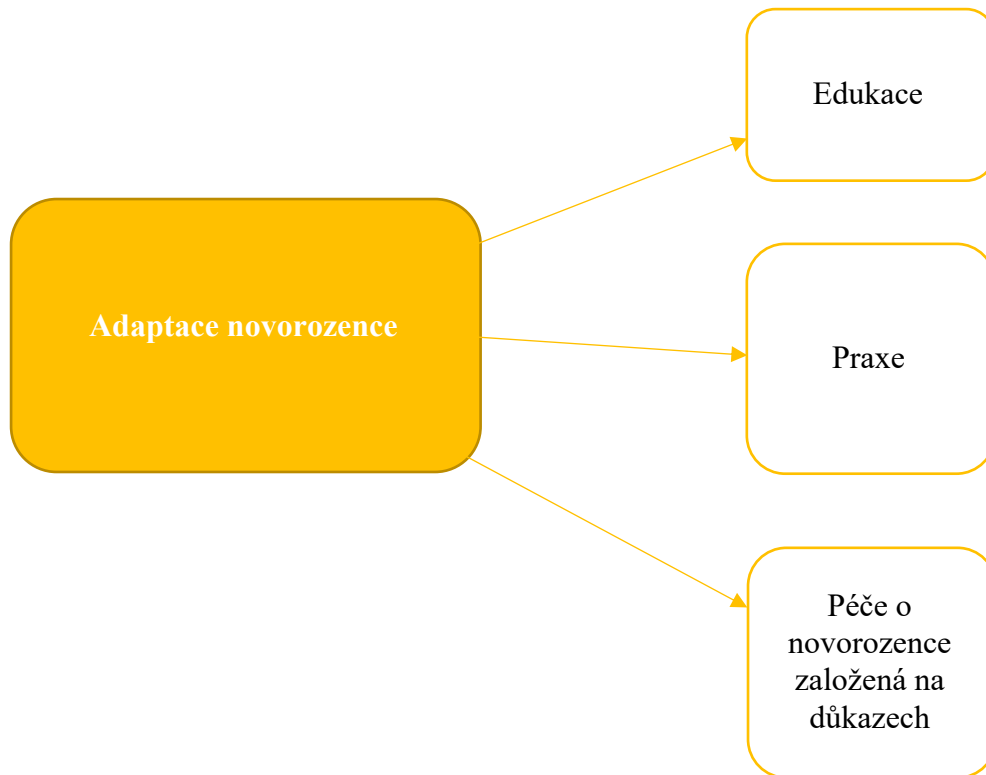 Edukace
Adaptace novorozence
Praxe
Péče o
novorozence
založená na
důkazech